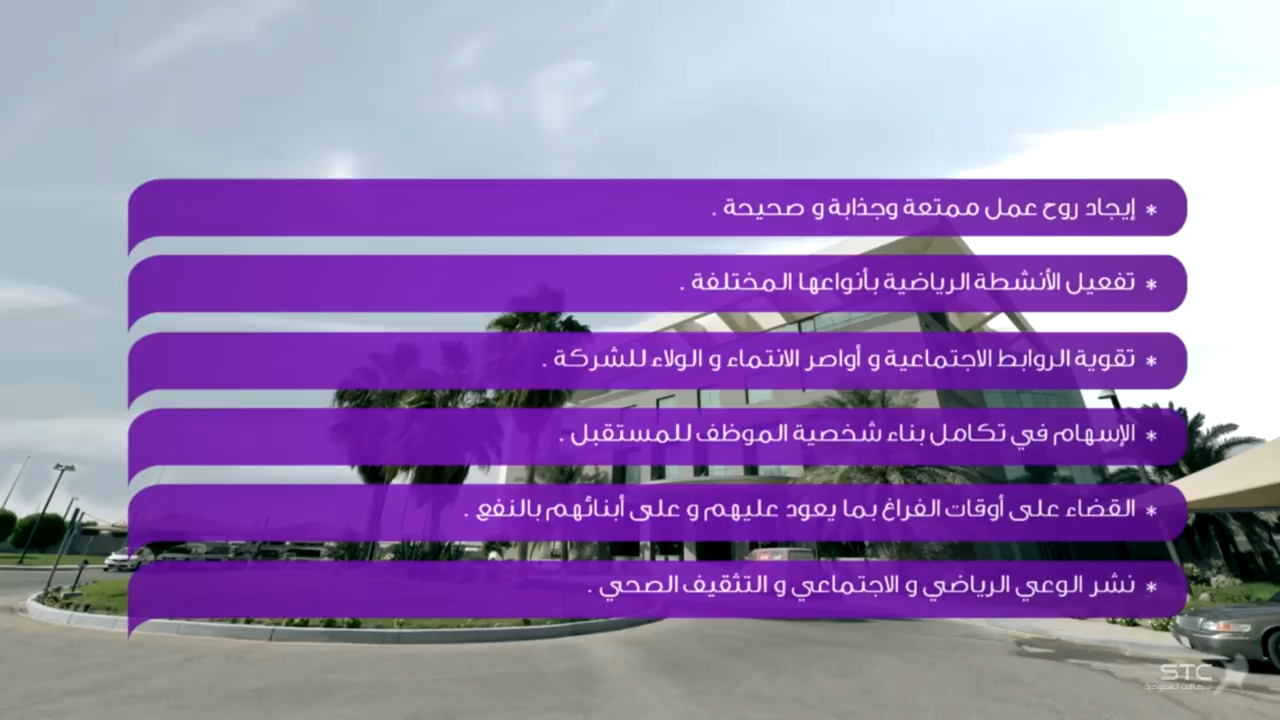 * إيجاد روح عمل ممتعة وجذابة و صحيحة .
* تفعيل الأنشطة الرياضية بأنواعها المختلفة .
* تقوية الروابط الاجتماعية و أواصر الانتماء و الولاء للشركة .
* الإسهام في تكامل بناء شخصية الموظف للمستقبل .
* القضاء على أوقات الفراغ بما يعود عليهم و على أبنائهم بالنفع .
* نشر الوعي الرياضي و الاجتماعي و التثقيف الصحي .
STC
الاتصالات السعودية